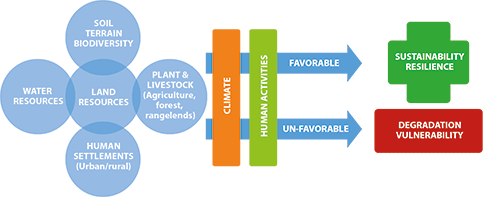 SOIL
TERRAIN
BIODIVERSITY
WATER
RESOURCES
LAND
RESOURCES
PLANT &
LIVESTOCK
(Agriculture,
forest,
rangelends)
HUMAN
SETTLEMENTS
(Urban/rural)
CLIMATE
HUMAN ACTIVITIES
FAVORABLE
UN-FAVORABLE
SUSTAINABILITY
RESILIENCE
DEGRADATION
VULNERABILITY